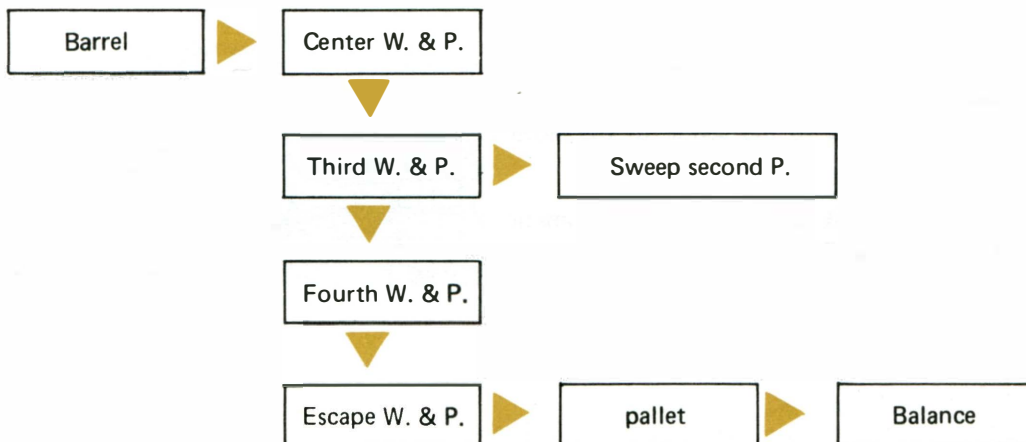 Barrel
Center W. & P.
Third W. & P.
Sweep second P.
Fourth W. & P.
Escape W. & P.
pallet
Balance